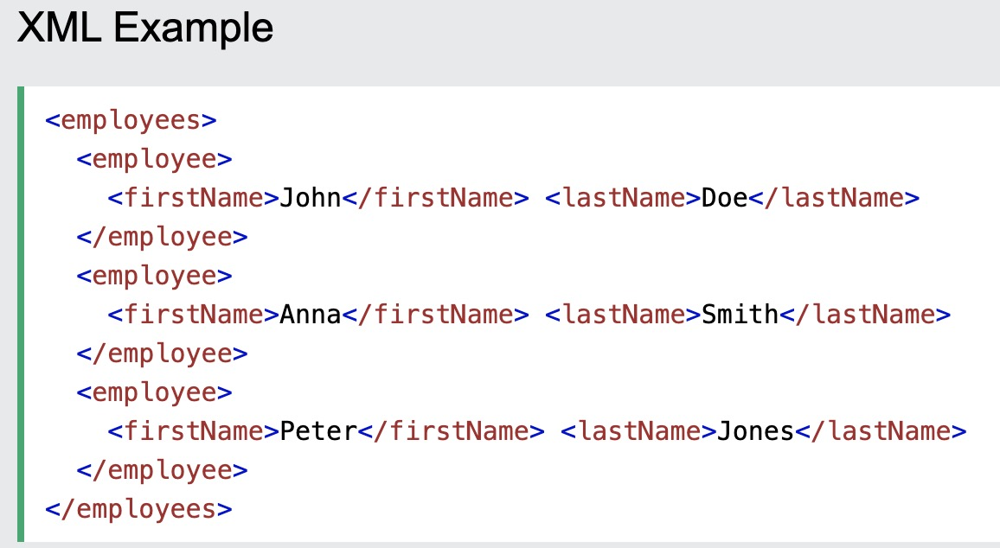 XML Example
<employees>
  <employee>
    <firstName>John</firstName> <lastName>Doe</lastName>
  </employee>
  <employee>
    <firstName>Anna</firstName> <lastName>Smith</lastName>
  </employee>
  <employee>
    <firstName>Peter</firstName> <lastName>Jones</lastName>
  </employee>
</employees>